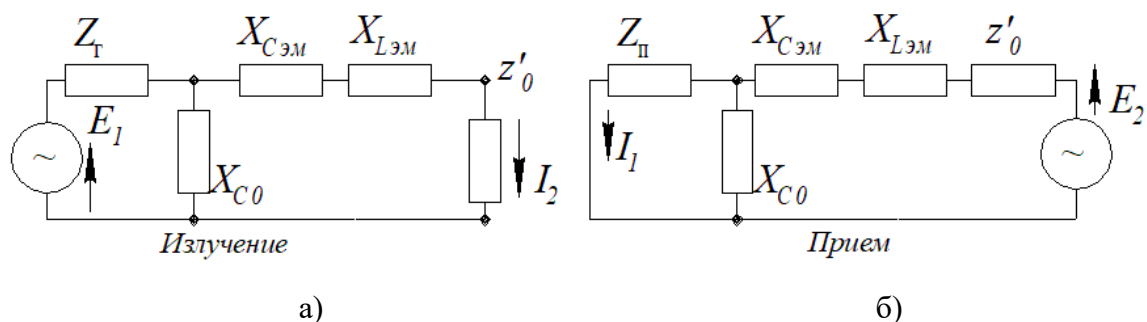 Z_г X_Cэм X_Lэм z'_0
E_1 X_C0 I_2
Излучение
а)
Z_п X_Cэм X_Lэм z'_0
I_1 X_C0 E_2
Прием
б)